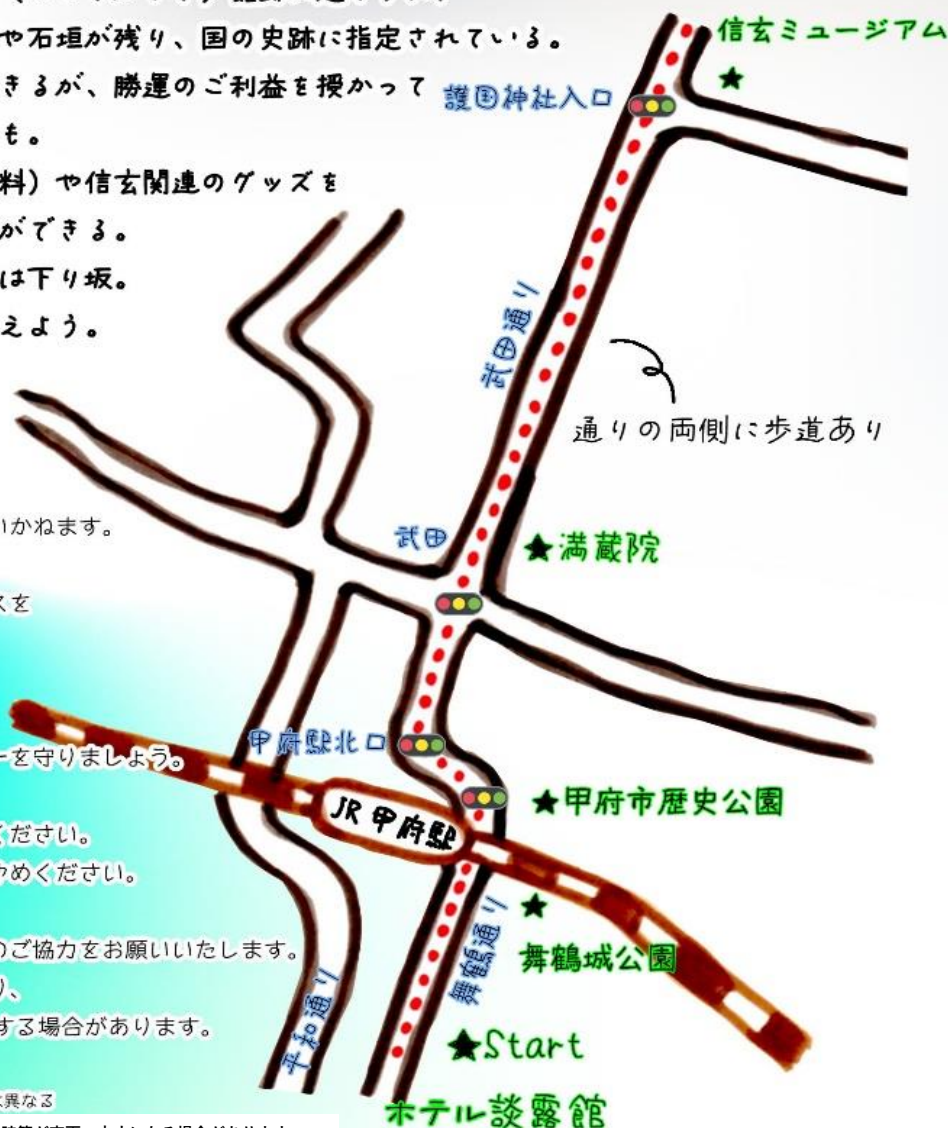 や石垣が残り、国の史跡に指定されている。
きるが、勝運のご利益を授かって
も。
料）や信玄関連のグッズを
ができる。
は下り坂。
えよう。
いかねます。
スを
ーを守りましょう。
ください。
やめください。
のご協力をお願いいたします。
り、
する場合があります。
異なる
信玄ミュージアム
★
護国神社入口
武田通り
通りの両側に歩道あり
武田
★満蔵院
甲府駅北口
JR甲府駅
★甲府市歴史公園
★
舞鶴城公園
舞鶴通り
平和通り
★Start
ホテル談露館